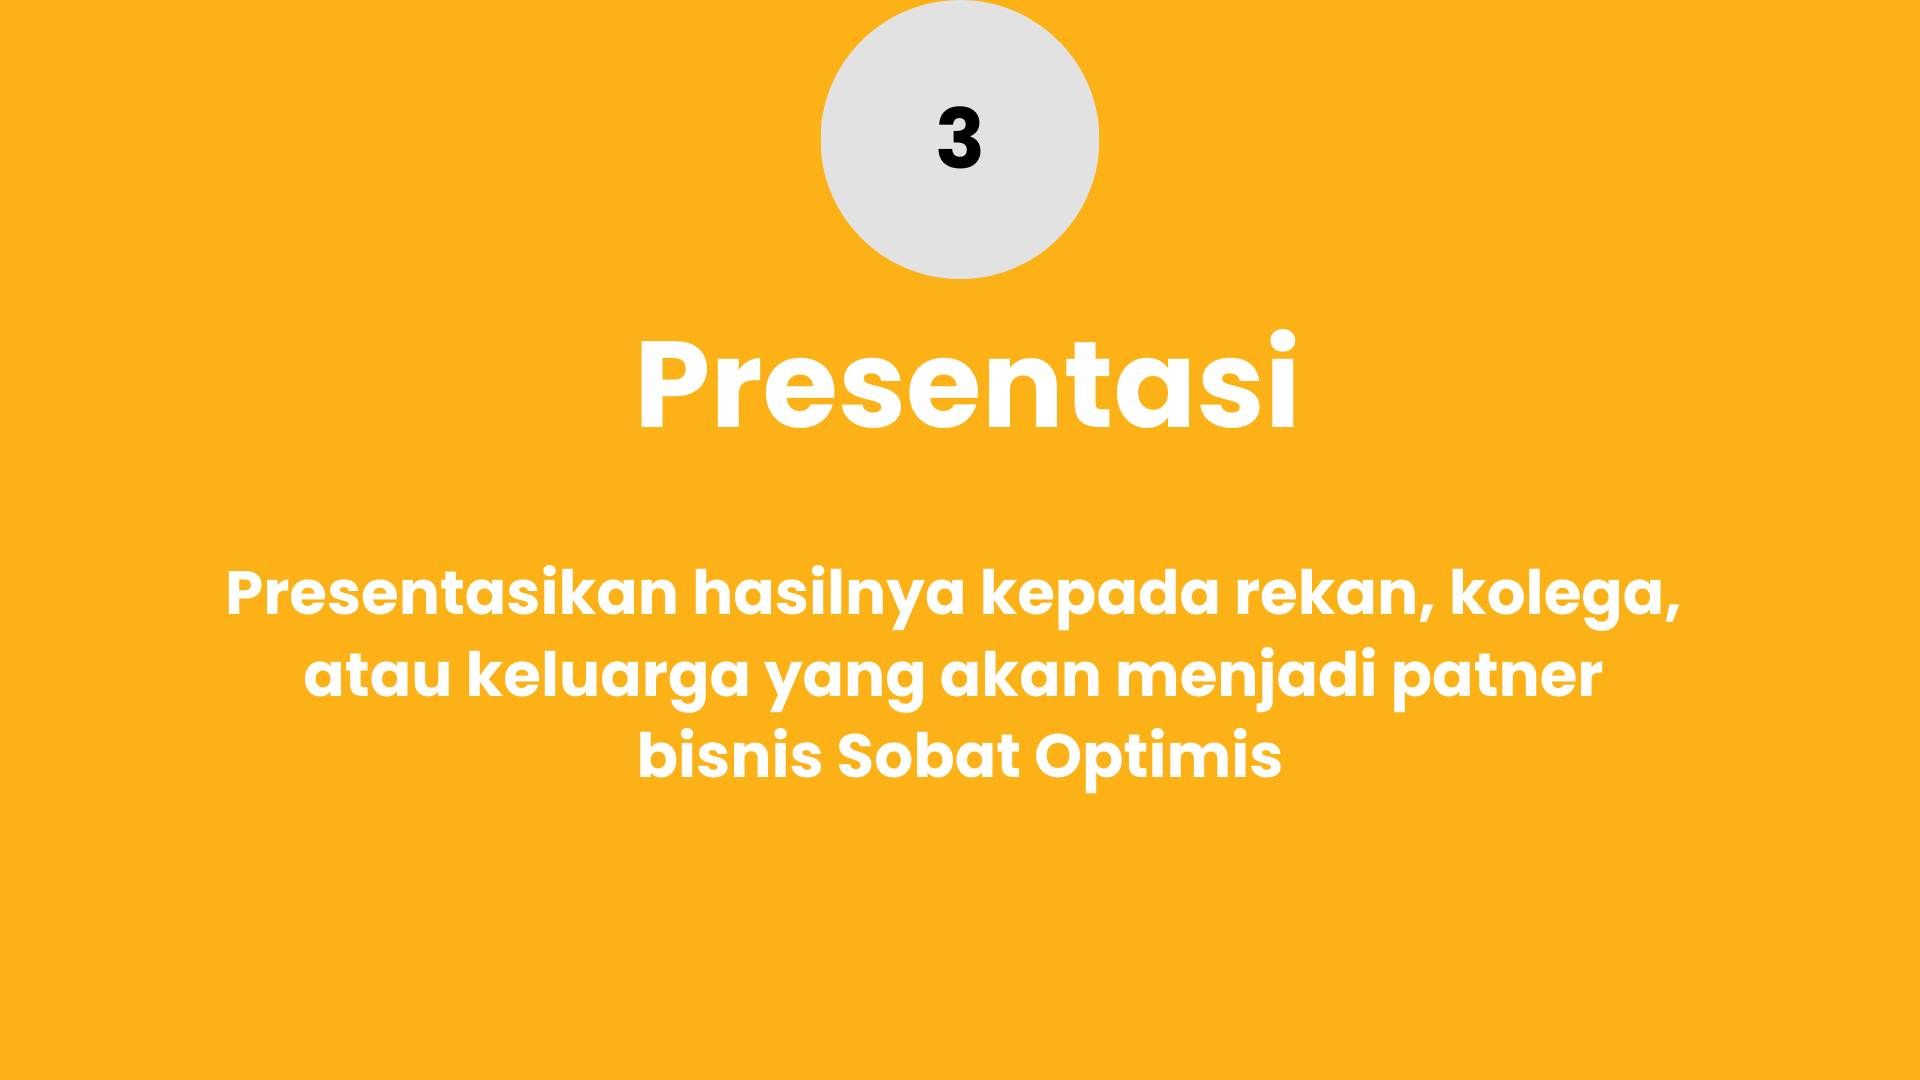 3
Presentasi
Presentasikan hasilnya kepada rekan, kolega,
atau keluarga yang akan menjadi patner
bisnis Sobat Optimis